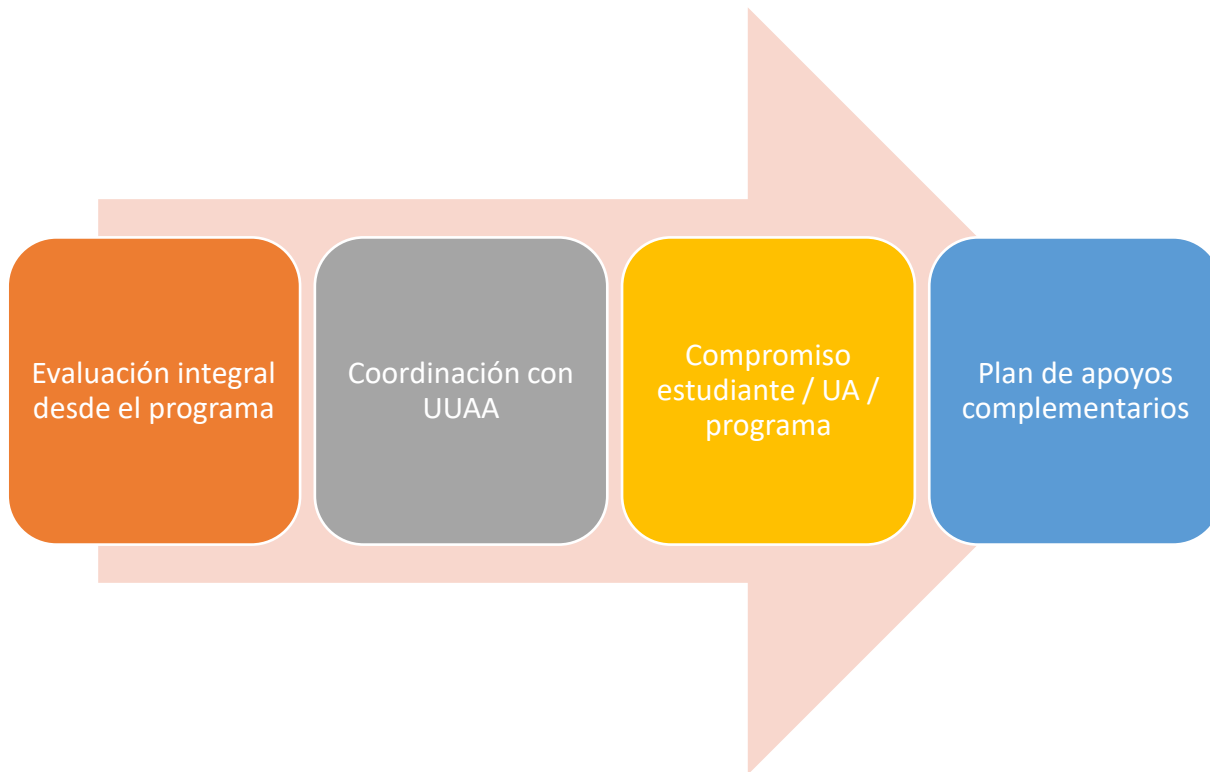 Evaluación integral
desde el programa
Coordinación con
UUAA
Compromiso
estudiante / UA /
programa
Plan de apoyos
complementarios